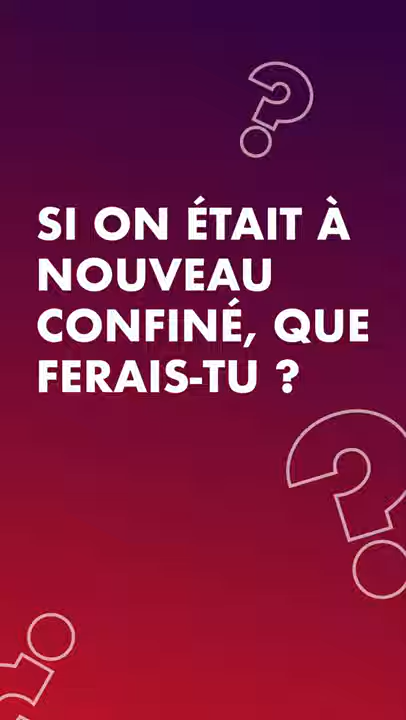 SI ON ÉTAIT À
NOUVEAU
CONFINÉ, QUE
FERAIS-TU ?